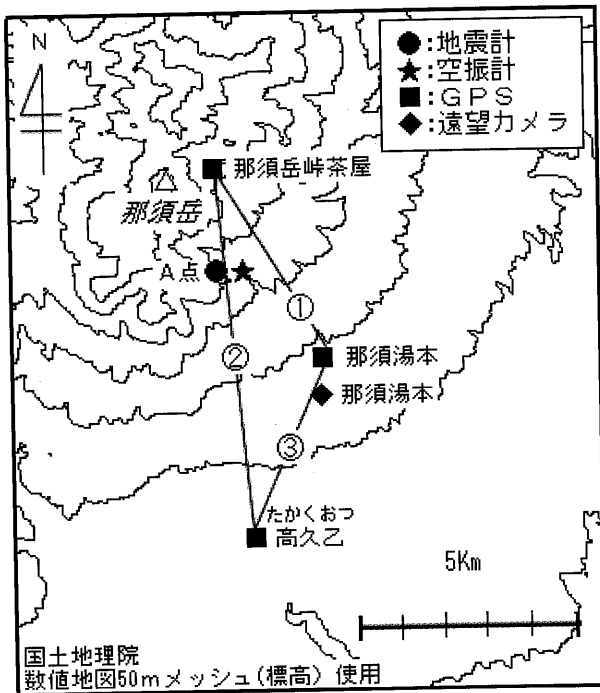 N
●:地震計
★:空振計
■:GPS
◆:遠望カメラ
那須岳峠茶屋
那須岳
A点
①
②
那須湯本
那須湯本
③
たかくおつ
高久乙
5Km
国土地理院
数値地図50mメッシュ(標高)使用